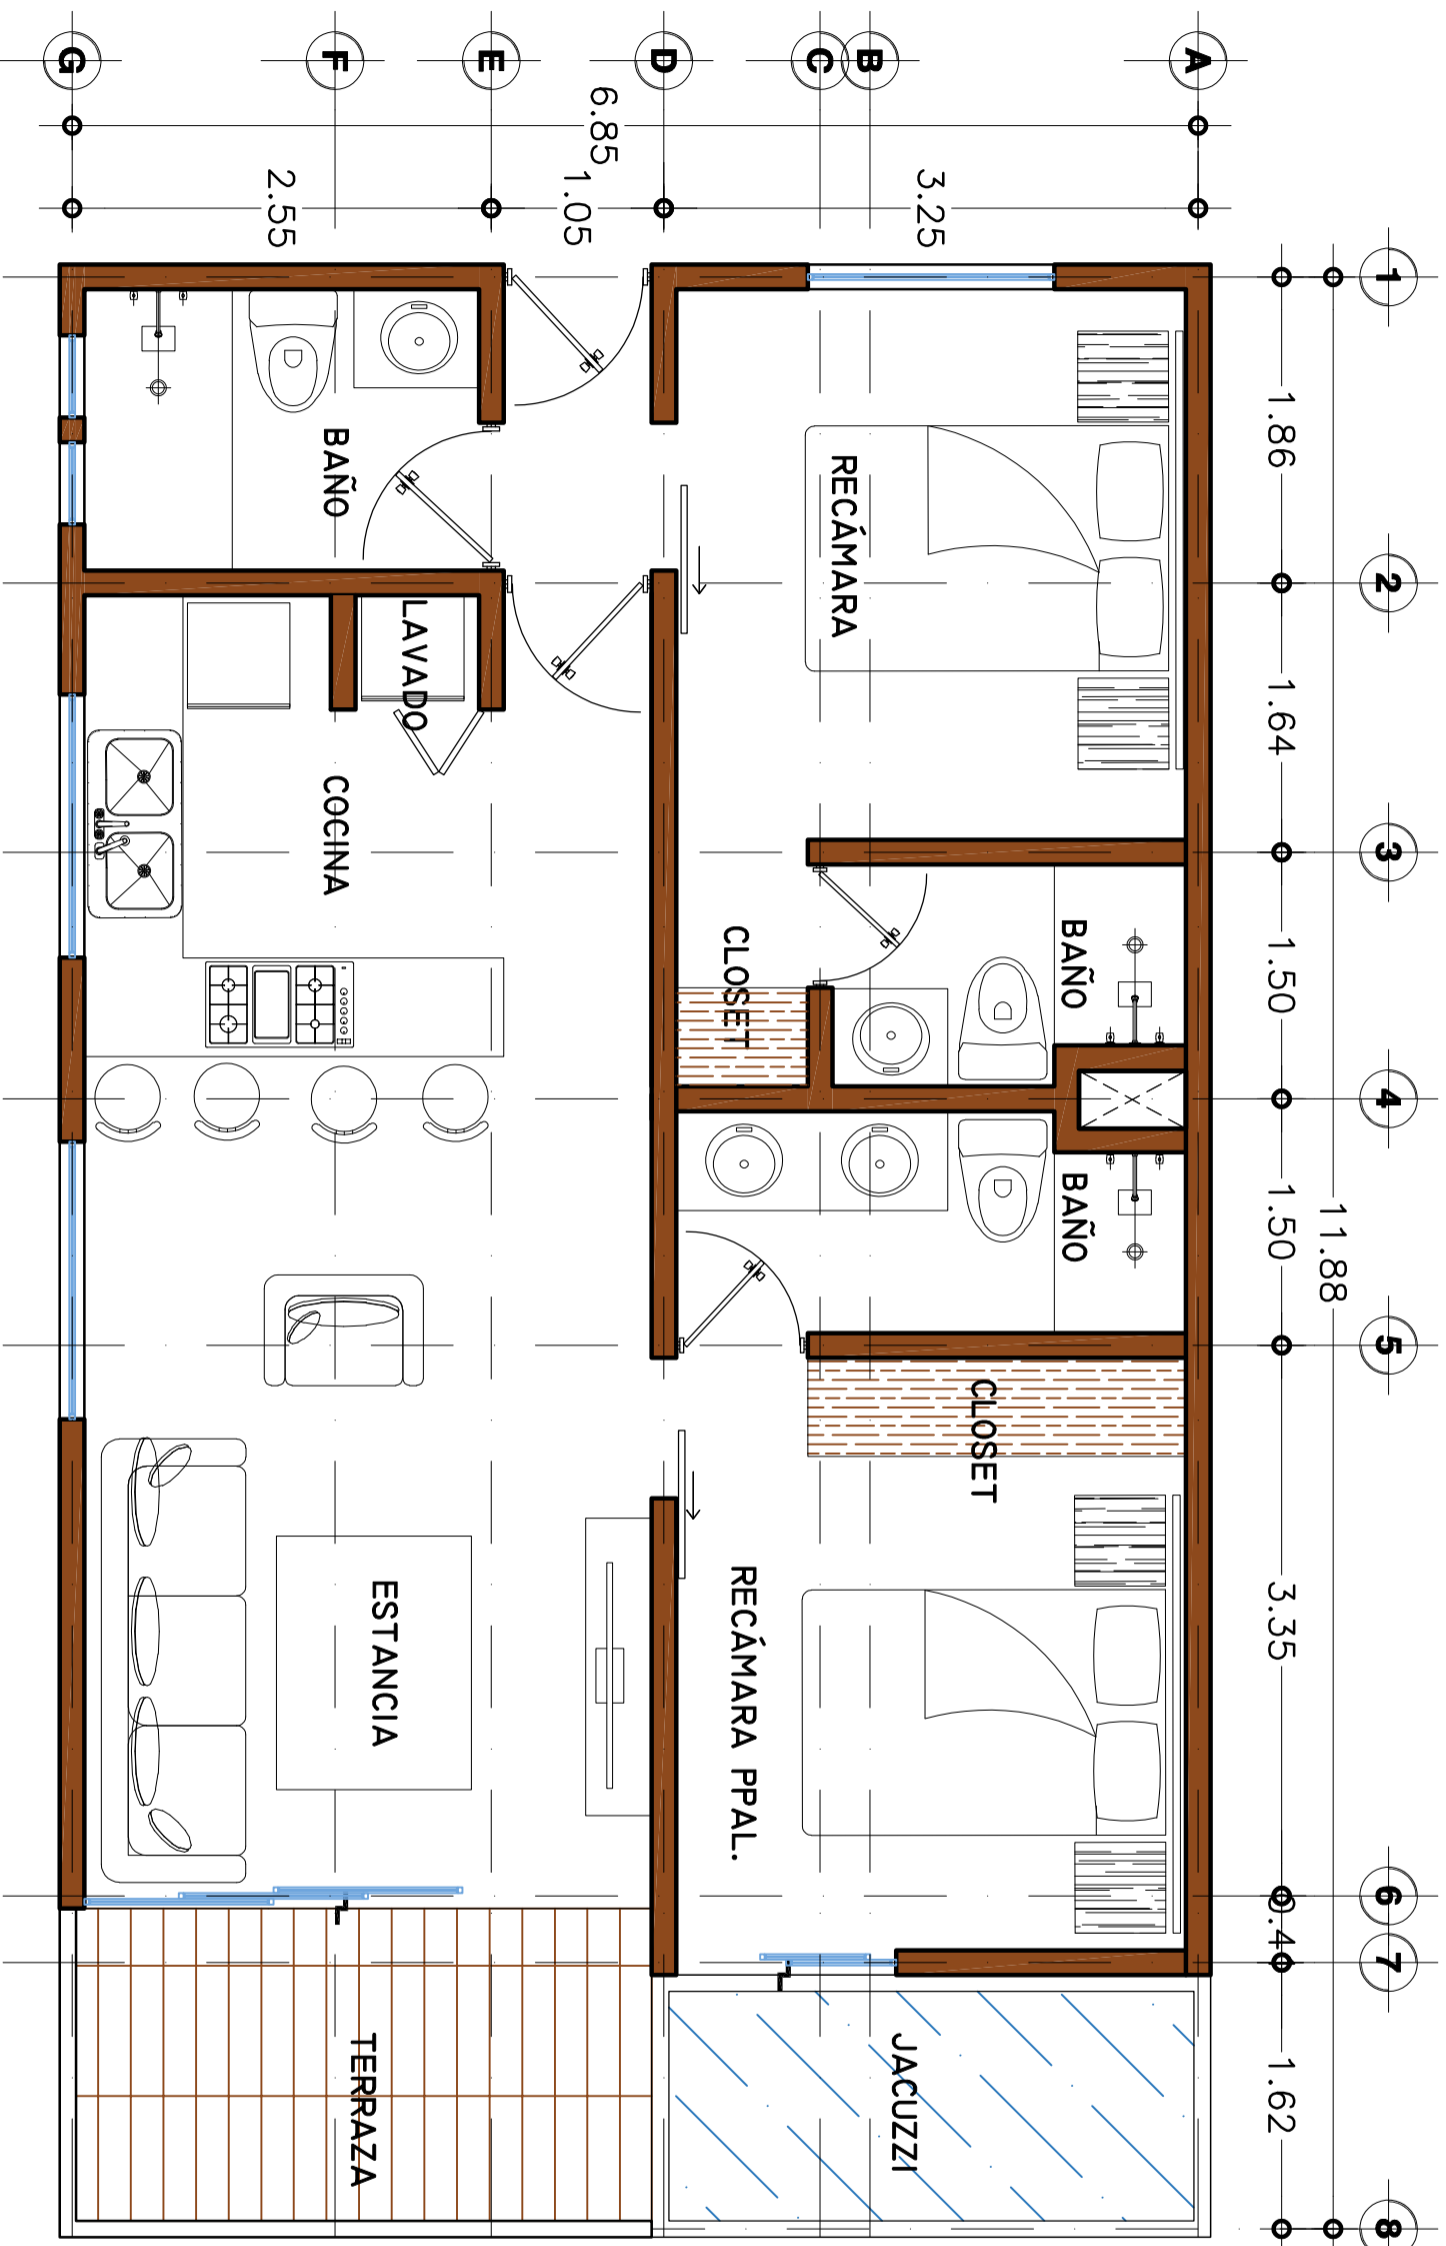 G
F
E
D
C
B
A
6.85
2.55
1.05
3.25
1
2
3
4
5
6
7
8
11.88
1.86
1.64
1.50
1.50
3.35
0.4
1.62
BAÑO
RECÁMARA
LAVADO
COCINA
CLOSET
BAÑO
BAÑO
CLOSET
ESTANCIA
RECÁMARA PPAL.
TERRAZA
JACUZZI